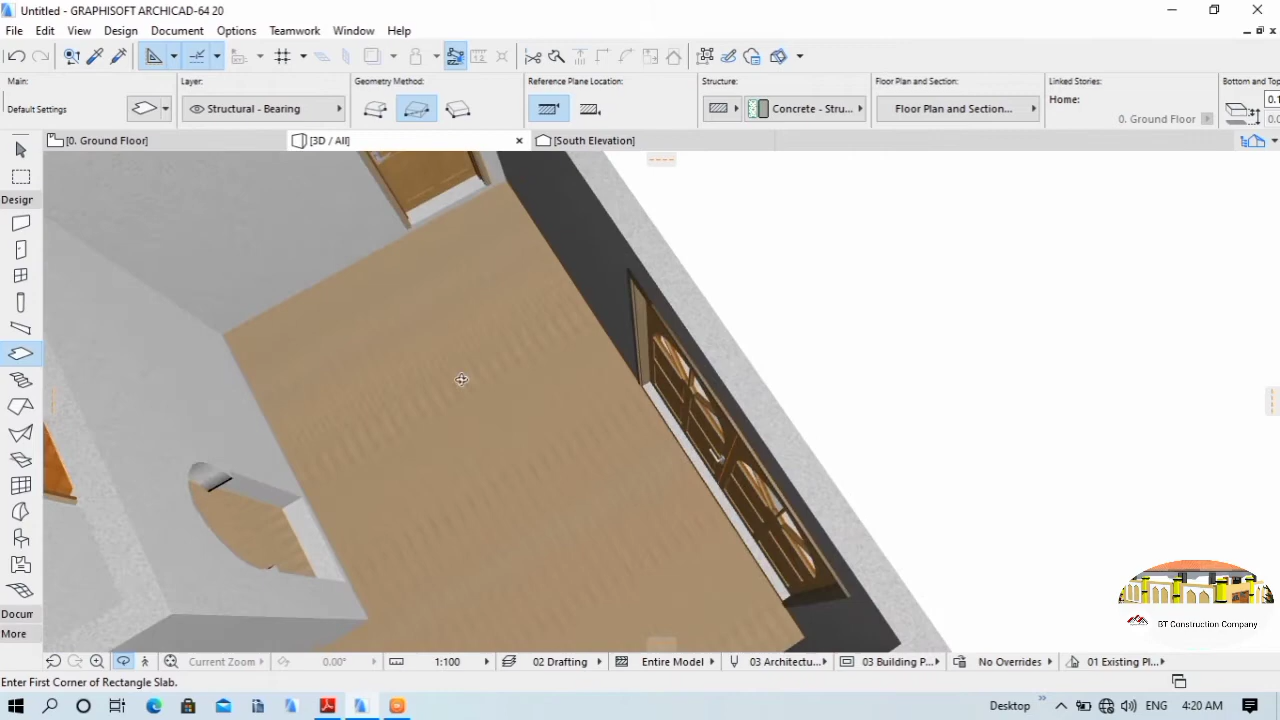 Untitled - GRAPHISOFT ARCHICAD-64 20
File Edit View Design Document Options Teamwork Window Help
Main:
Default Settings
Layer:
Structural - Bearing
Geometry Method:
Reference Plane Location:
Structure:
Concrete - Stru...
Floor Plan and Section:
Floor Plan and Section...
Linked Stories:
Home:
0. Ground Floor
Bottom and Top
0.1
0.0
[0. Ground Floor]
[3D / All]
[South Elevation]
Design
Docum
More
BT Construction Company
Current Zoom
0.00°
1:100
02 Drafting
Entire Model
03 Architectu...
03 Building P...
No Overrides
01 Existing Pl...
Enter First Corner of Rectangle Slab.
Desktop
ENG
4:20 AM